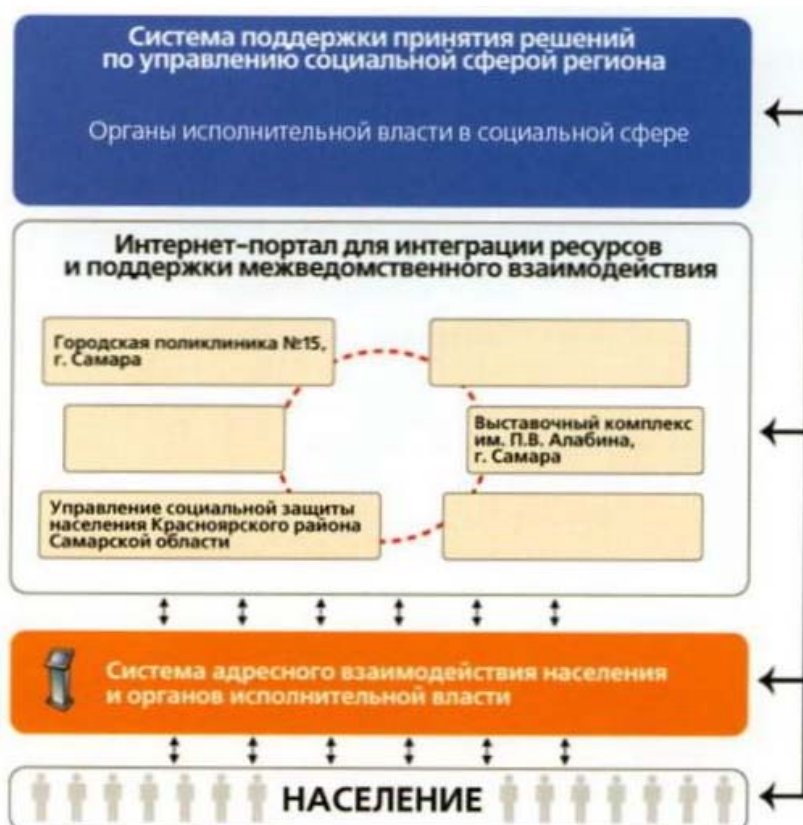 Система поддержки принятия решений
по управлению социальной сферой региона
Органы исполнительной власти в социальной сфере
Интернет-портал для интеграции ресурсов
и поддержки межведомственного взаимодействия
Городская поликлиника №15,
г. Самара
Выставочный комплекс
им. П.В. Алабина,
г. Самара
Управление социальной защиты
населения Красноярского района
Самарской области
Система адресного взаимодействия населения
и органов исполнительной власти
НАСЕЛЕНИЕ